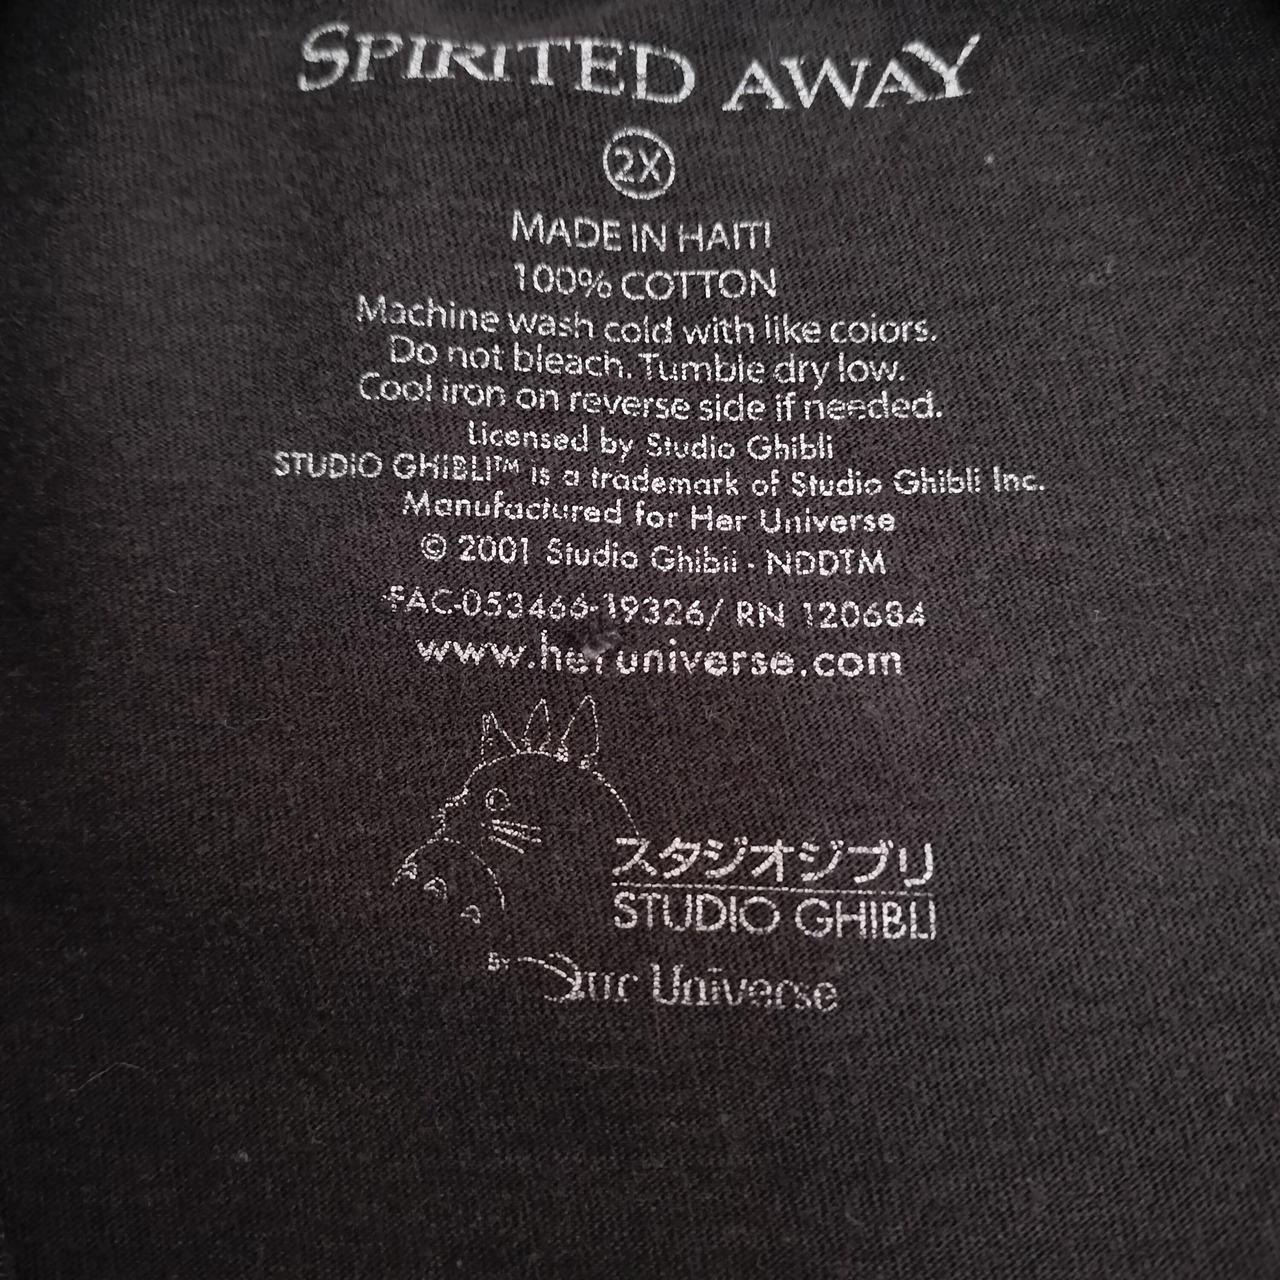 SPIRITED AWAY
2X
MADE IN HAITI
100% COTTON
Machine wash cold with like colors.
Do not bleach. Tumble dry low.
Cool iron on reverse side if needed.
Licensed by Studio Ghibli
STUDIO GHIBLI™ is a trademark of Studio Ghibli Inc.
Manufactured for Her Universe
© 2001 Studio Ghibli - NDDTM
FAC-053466-19326/ RN 120684
www.heruniverse.com
スタジオジブリ
STUDIO GHIBLI
BY Our Universe